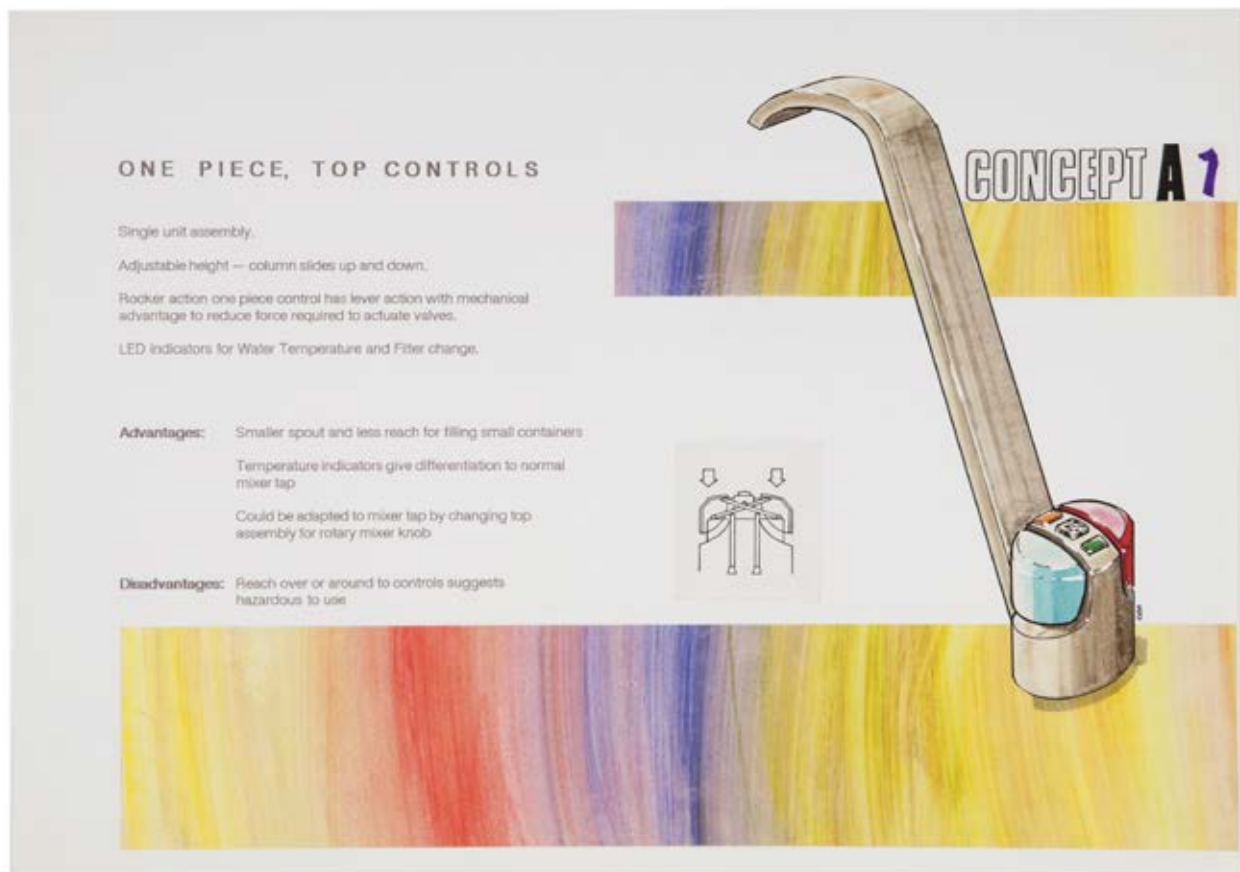 CONCEPT A 1
ONE PIECE, TOP CONTROLS
Single unit assembly.
Adjustable height — column slides up and down.
Rocker action one piece control has lever action with mechanical
advantage to reduce force required to actuate valves.
LED indicators for Water Temperature and Filter change.
Advantages: Smaller spout and less reach for filling small containers
Temperature indicators give differentiation to normal
mixer tap
Could be adapted to mixer tap by changing top
assembly for rotary mixer knob
Disadvantages: Reach over or around to controls suggests
hazardous to use